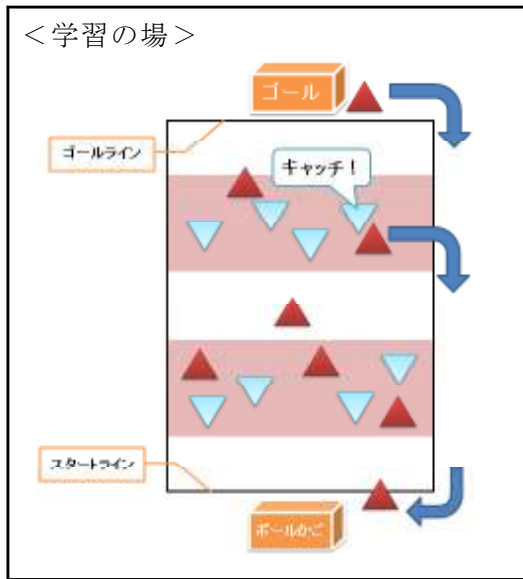 ＜学習の場＞
ゴール
ゴールライン
キャッチ！
スタートライン
ボールかご